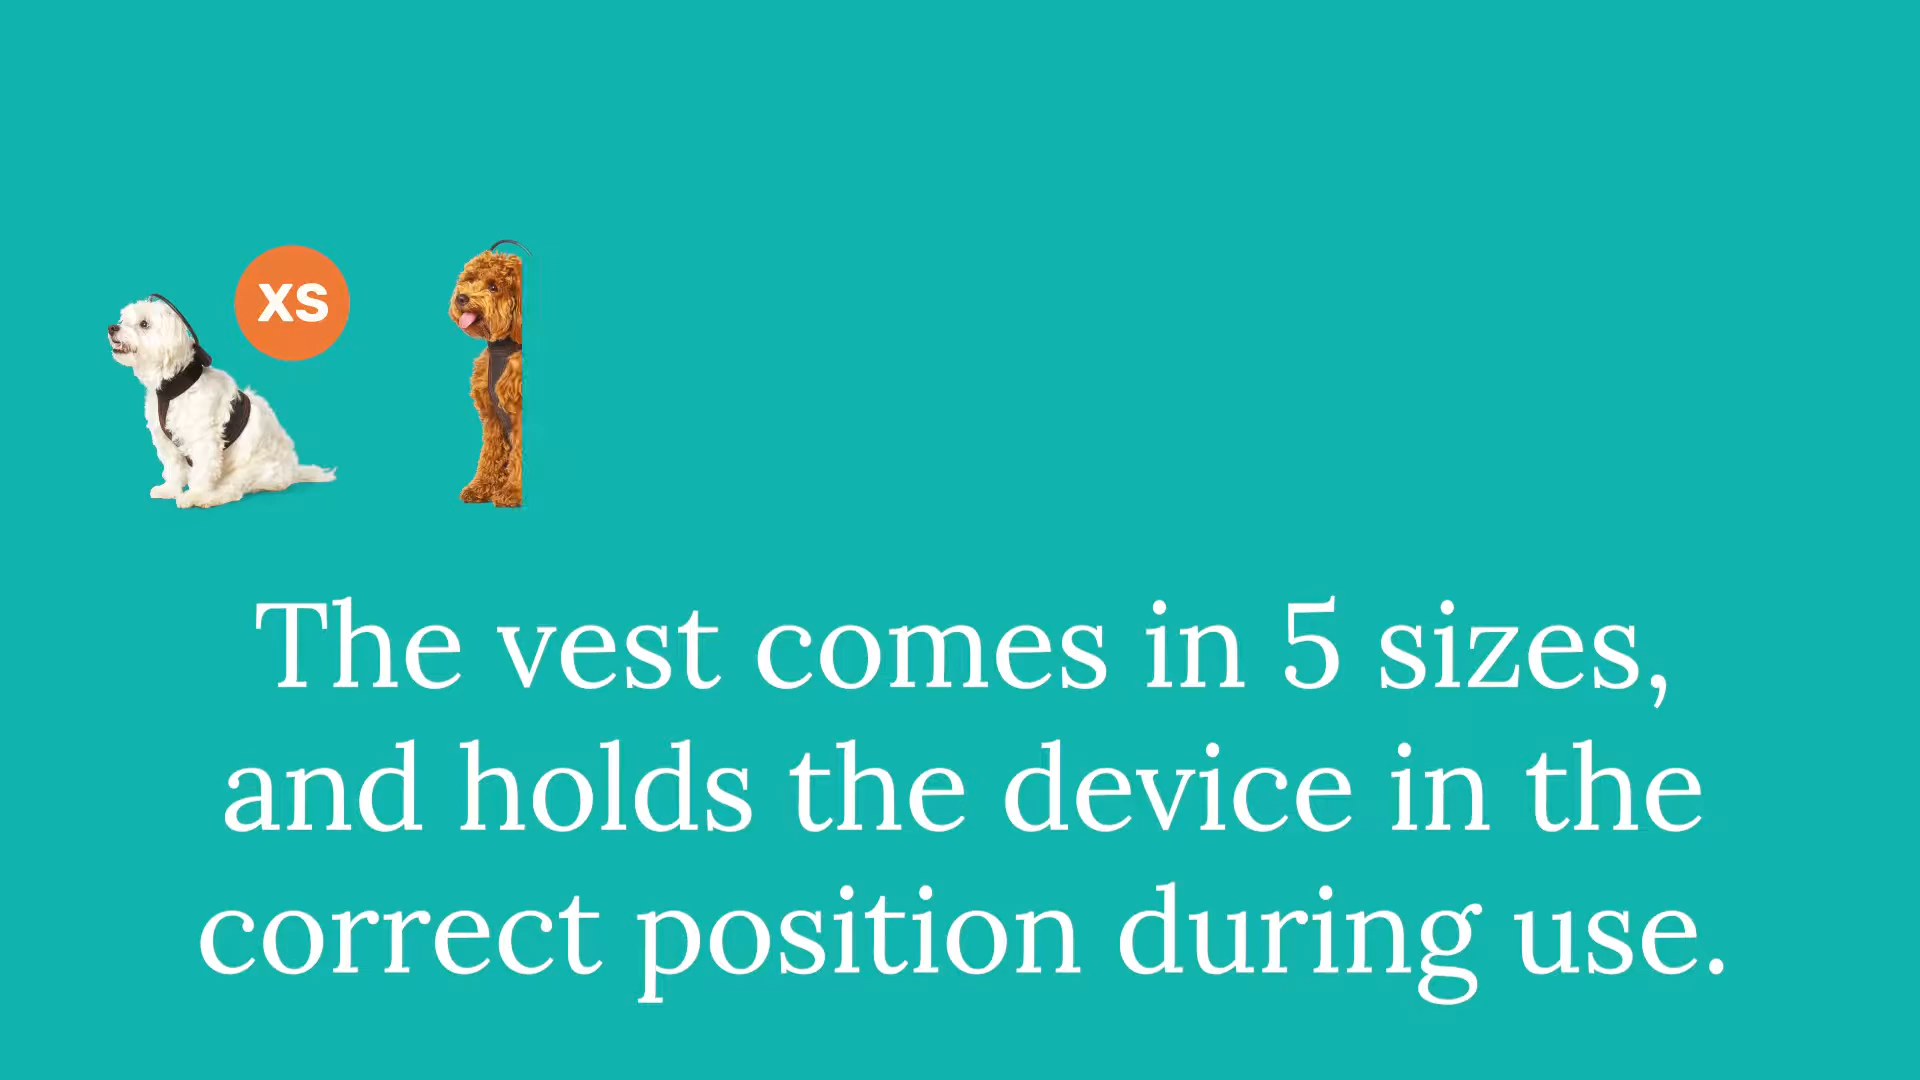 XS
The vest comes in 5 sizes,
and holds the device in the
correct position during use.